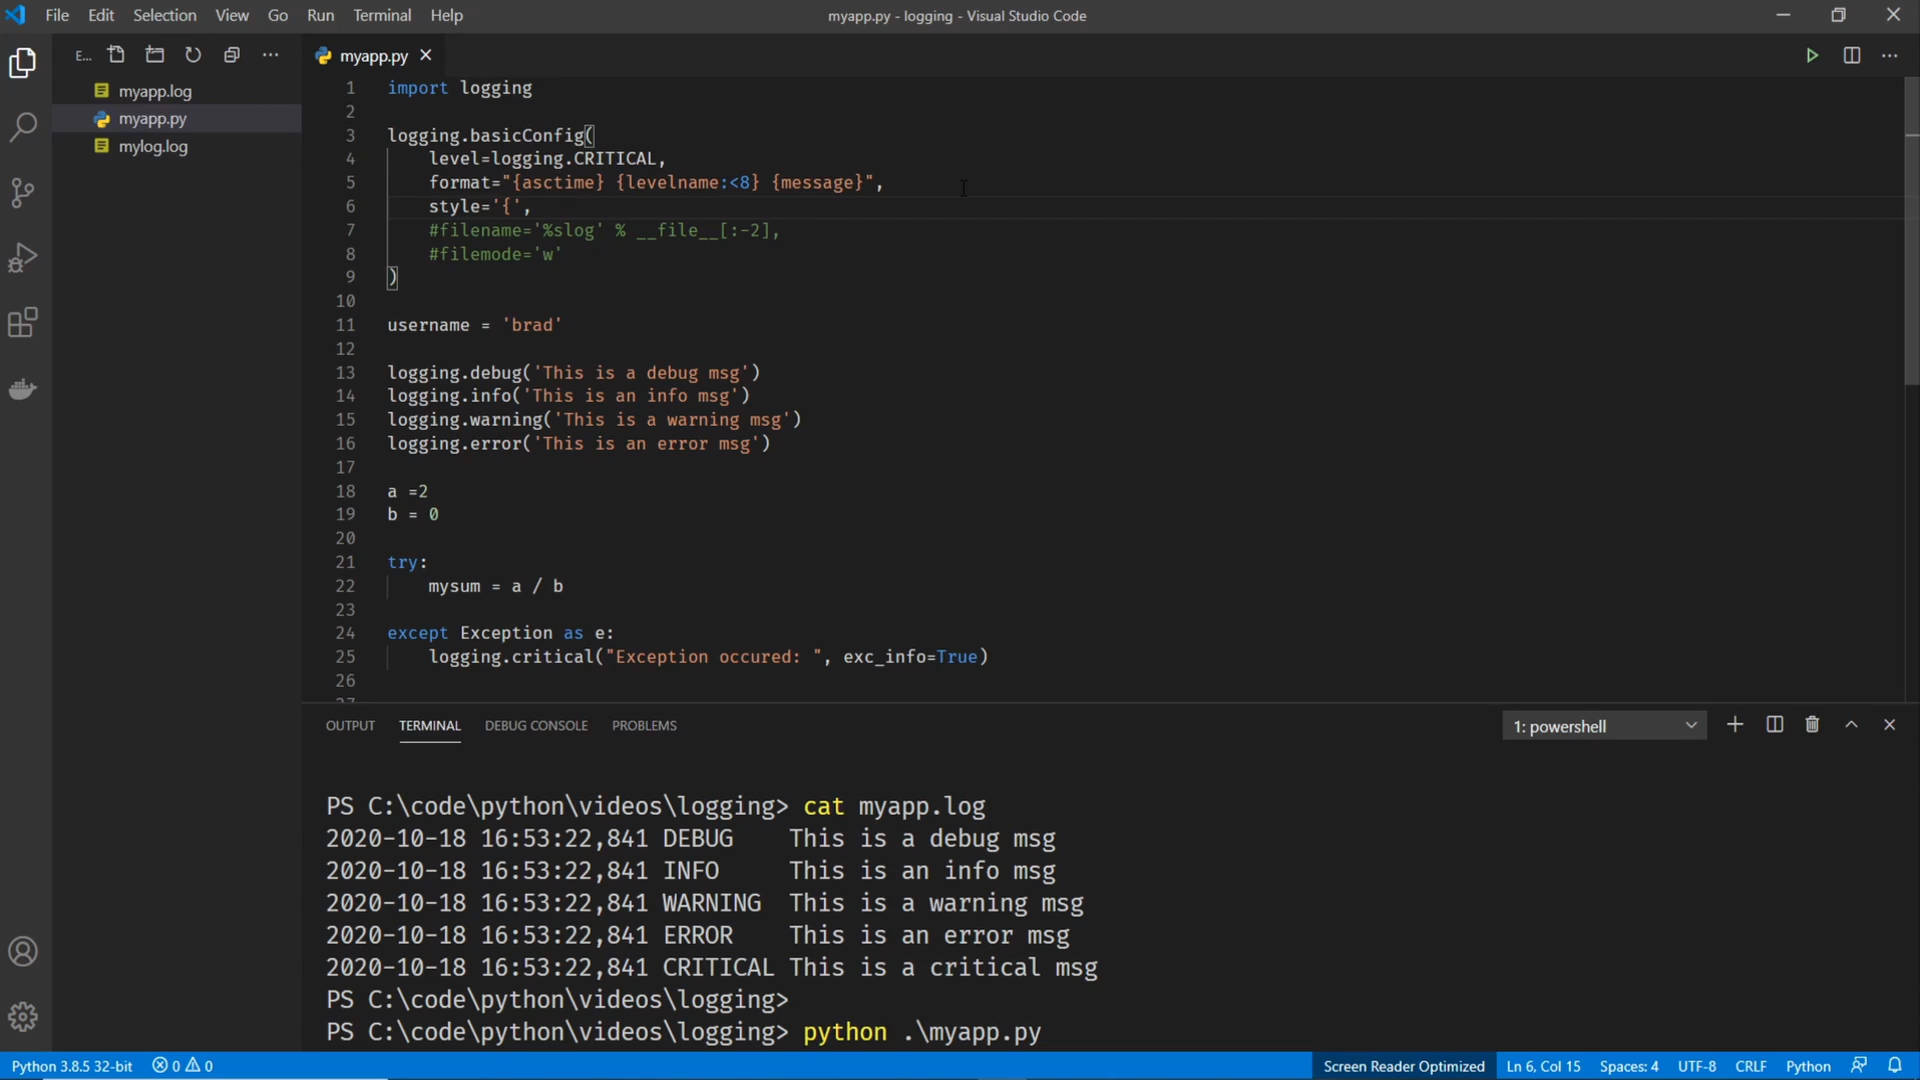 File Edit Selection View Go Run Terminal Help
myapp.py - logging - Visual Studio Code
E...
myapp.log
myapp.py
mylog.log
myapp.py
1 import logging
2
3 logging.basicConfig(
4 level=logging.CRITICAL,
5 format="{asctime} {levelname:<8} {message}",
6 style='{',
7 #filename='%slog' % __file__[:-2],
8 #filemode='w'
9 )
10
11 username = 'brad'
12
13 logging.debug('This is a debug msg')
14 logging.info('This is an info msg')
15 logging.warning('This is a warning msg')
16 logging.error('This is an error msg')
17
18 a =2
19 b = 0
20
21 try:
22 mysum = a / b
23
24 except Exception as e:
25 logging.critical("Exception occured: ", exc_info=True)
26
27
OUTPUT TERMINAL DEBUG CONSOLE PROBLEMS
1: powershell
PS C:\code\python\videos\logging> cat myapp.log
2020-10-18 16:53:22,841 DEBUG    This is a debug msg
2020-10-18 16:53:22,841 INFO     This is an info msg
2020-10-18 16:53:22,841 WARNING  This is a warning msg
2020-10-18 16:53:22,841 ERROR    This is an error msg
2020-10-18 16:53:22,841 CRITICAL This is a critical msg
PS C:\code\python\videos\logging>
PS C:\code\python\videos\logging> python .\myapp.py
Python 3.8.5 32-bit 0 0 Screen Reader Optimized Ln 6, Col 15 Spaces: 4 UTF-8 CRLF Python